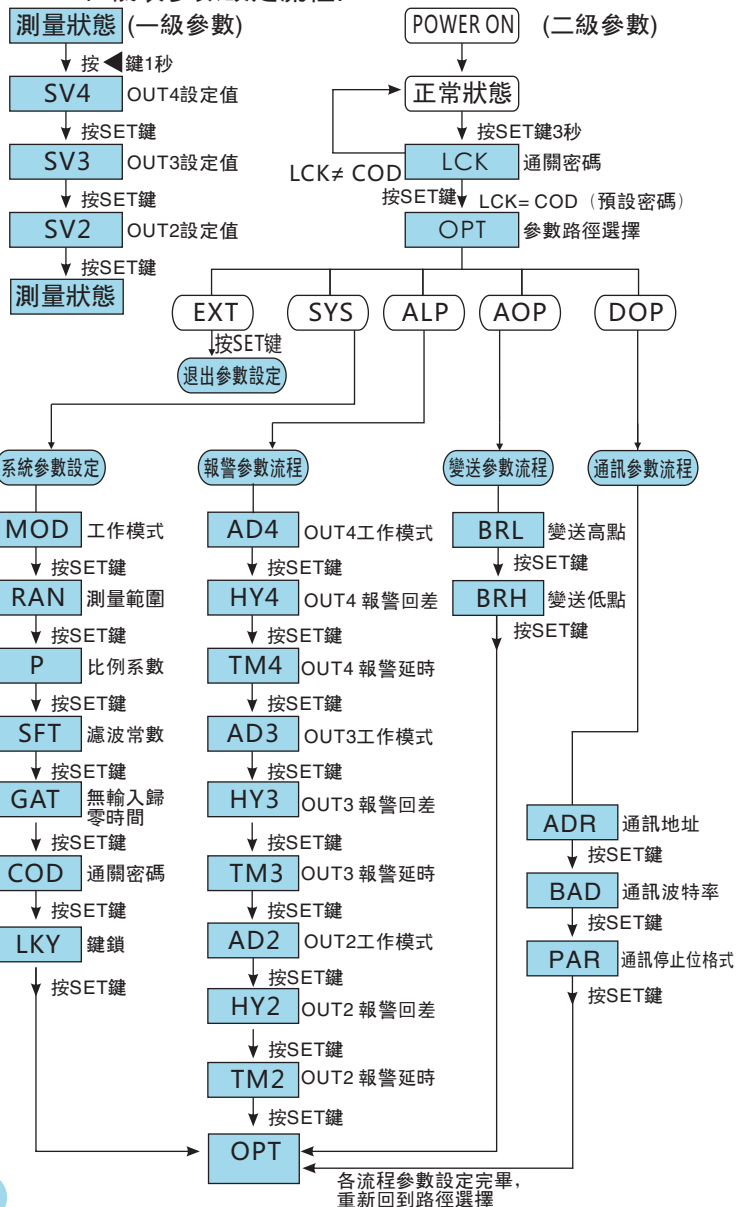 測量狀態 (一級參數)
按◀鍵1秒
SV4 OUT4設定值
按SET鍵
SV3 OUT3設定值
按SET鍵
SV2 OUT2設定值
按SET鍵
測量狀態
POWER ON (二級參數)
正常狀態
按SET鍵3秒
LCK 通關密碼
LCK≠ COD
按SET鍵 LCK= COD (預設密碼)
OPT 參數路徑選擇
EXT SYS ALP AOP DOP
按SET键
退出參數設定
系統參數設定
MOD 工作模式
按SET鍵
RAN 測量範圍
按SET鍵
P 比例系數
按SET鍵
SFT 濾波常數
按SET鍵
GAT 無輸入歸
零時間
按SET鍵
COD 通關密碼
按SET鍵
LKY 鍵鎖
按SET鍵
報警參數流程
AD4 OUT4工作模式
按SET鍵
HY4 OUT4 報警回差
按SET鍵
TM4 OUT4 報警延時
按SET鍵
AD3 OUT3工作模式
按SET鍵
HY3 OUT3 報警回差
按SET鍵
TM3 OUT3 報警延時
按SET鍵
AD2 OUT2工作模式
按SET鍵
HY2 OUT2 報警回差
按SET鍵
TM2 OUT2 報警延時
按SET鍵
OPT
變送參數流程
BRL 變送高點
按SET鍵
BRH 變送低點
按SET鍵
通訊參數流程
ADR 通訊地址
按SET鍵
BAD 通訊波特率
按SET鍵
PAR 通訊停止位格式
按SET鍵
各流程參數設定完畢,
重新回到路徑選擇